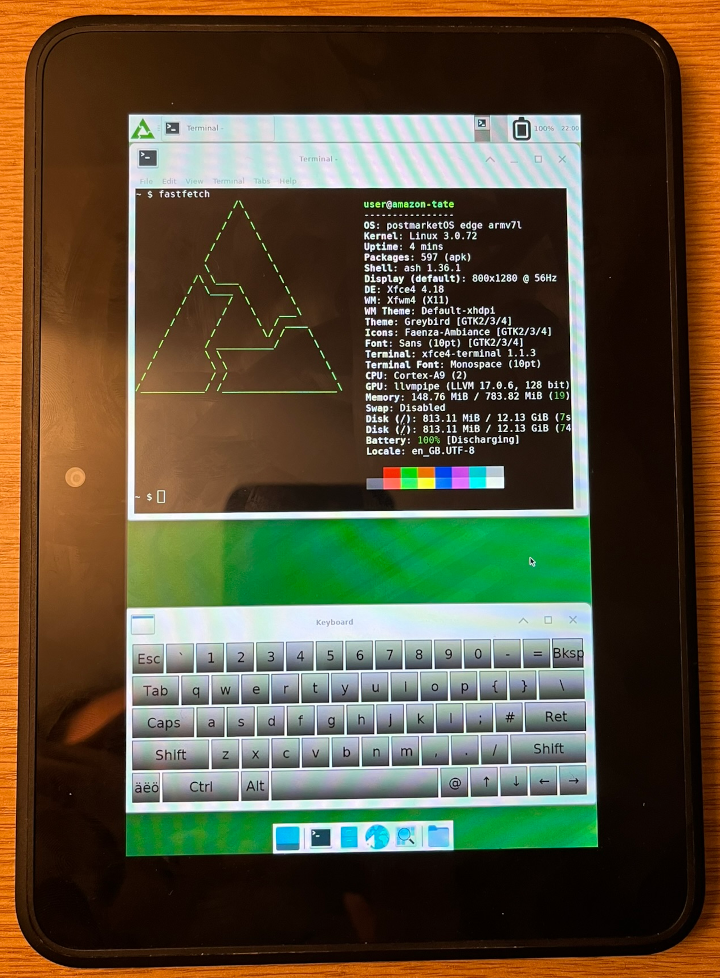 Terminal -
100% 22:00
Terminal -
File Edit View Terminal Tabs Help
~ $ fastfetch
user@amazon-tate
-----------------
OS: postmarketOS edge armv7l
Kernel: Linux 3.0.72
Uptime: 4 mins
Packages: 597 (apk)
Shell: ash 1.36.1
Display (default): 800x1280 @ 56Hz
DE: Xfce4 4.18
WM: Xfwm4 (X11)
WM Theme: Default-xhdpi
Theme: Greybird [GTK2/3/4]
Icons: Faenza-Ambiance [GTK2/3/4]
Font: Sans (10pt) [GTK2/3/4]
Terminal: xfce4-terminal 1.1.3
Terminal Font: Monospace (10pt)
CPU: Cortex-A9 (2)
GPU: llvmpipe (LLVM 17.0.6, 128 bit)
Memory: 148.76 MiB / 783.82 MiB (19)
Swap: Disabled
Disk (/): 813.11 MiB / 12.13 GiB (7s
Disk (/): 813.11 MiB / 12.13 GiB (74
Battery: 100% [Discharging]
Locale: en_GB.UTF-8
~ $
Keyboard
Esc ` 1 2 3 4 5 6 7 8 9 0 - = Bksp
Tab q w e r t y u I o p { } \
Caps a s d f g h j k l ; # Ret
Shift z x c v b n m , . / Shift
äëö Ctrl Alt @ ↑ ↓ ← →